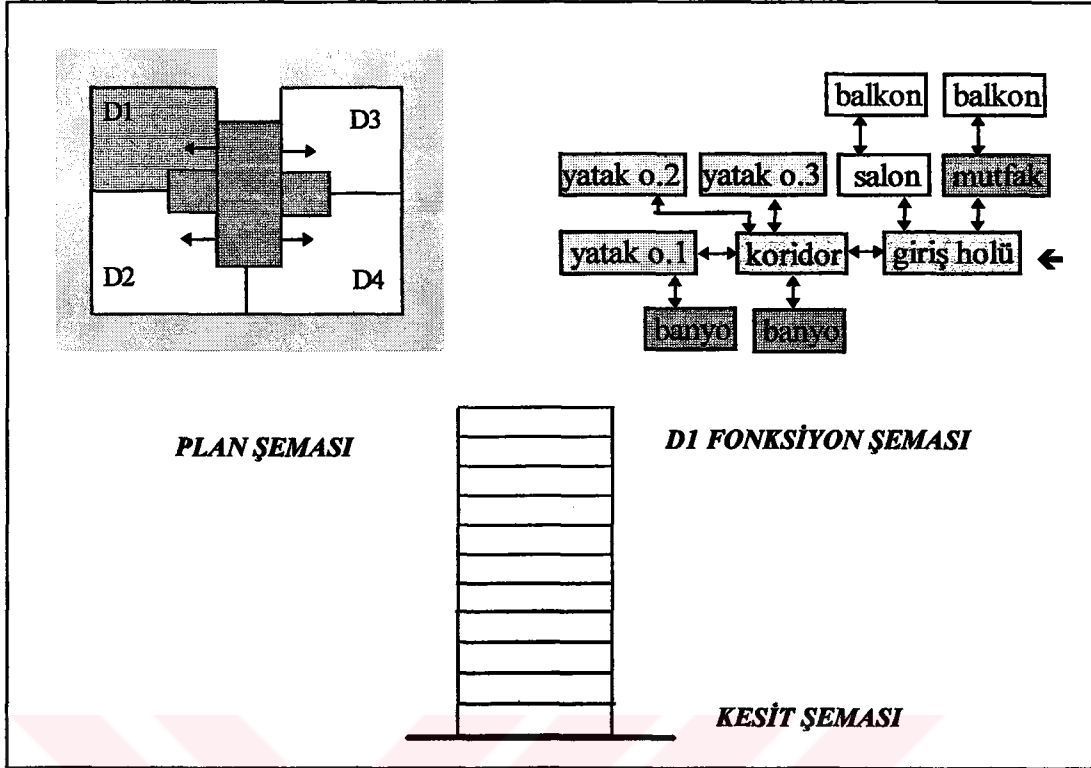 D1
D3
D2
D4
balkon balkon
yatak o.2 yatak o.3 salon mutfak
yatak o.1 koridor giriş holü
banyo banyo
PLAN ŞEMASI
D1 FONKSİYON ŞEMASI
KESİT ŞEMASI